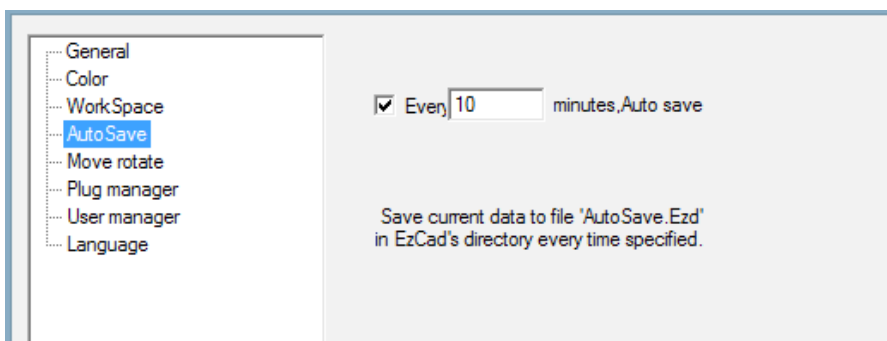 General
Color
WorkSpace
AutoSave
Move rotate
Plug manager
User manager
Language
Every 10 minutes,Auto save
Save current data to file 'AutoSave.Ezd'
in EzCad's directory every time specified.